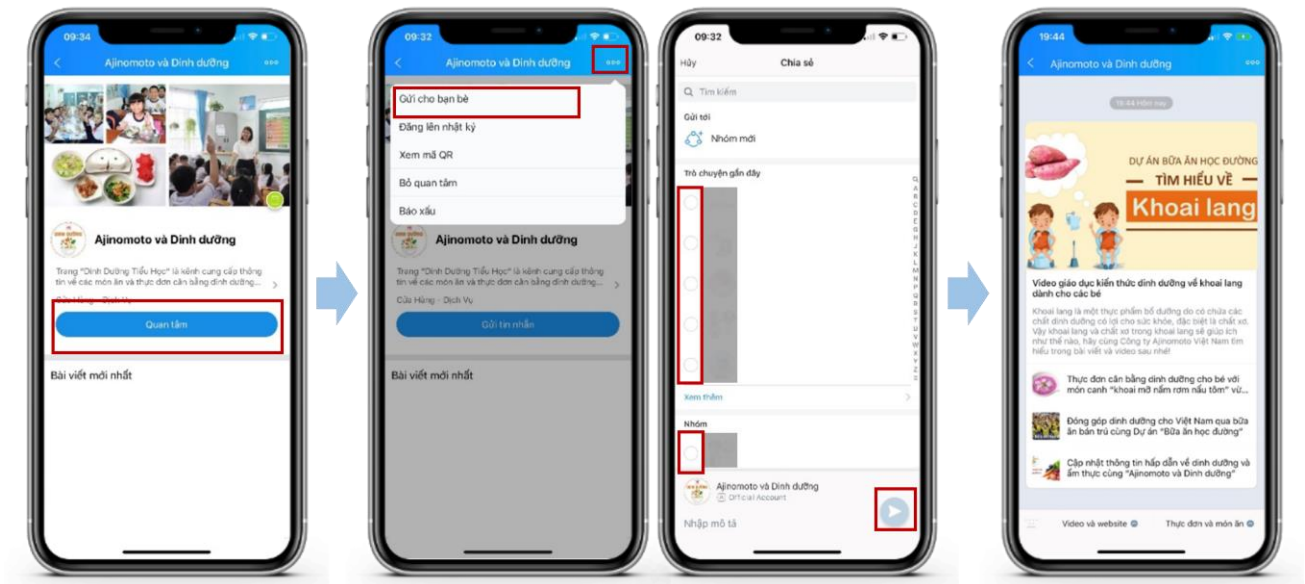 09:34
Ajinomoto và Dinh dưỡng
Ajinomoto và Dinh dưỡng
Trang "Dinh Dưỡng Tiểu Học" là kênh cung cấp thông
tin về các món ăn và thực đơn cân bằng dinh dưỡng...
Cửa Hàng - Dịch Vụ
Quan tâm
Bài viết mới nhất
09:32
Ajinomoto và Dinh dưỡng
Gửi cho bạn bè
Đăng lên nhật ký
Xem mã QR
Bỏ quan tâm
Báo xấu
Ajinomoto và Dinh dưỡng
Trang "Dinh Dưỡng Tiểu Học" là kênh cung cấp thông
tin về các món ăn và thực đơn cân bằng dinh dưỡng...
Cửa Hàng - Dịch Vụ
Gửi tin nhắn
Bài viết mới nhất
09:32
Hủy
Chia sẻ
Tìm kiếm
Gửi tới
Nhóm mới
Trò chuyện gần đây
Xem thêm
Nhóm
Ajinomoto và Dinh dưỡng
Official Account
Nhập mô tả
19:44
Ajinomoto và Dinh dưỡng
19:44 Hôm nay
DỰ ÁN BỮA ĂN HỌC ĐƯỜNG
TÌM HIỂU VỀ
Khoai lang
Video giáo dục kiến thức dinh dưỡng về khoai lang
dành cho các bé
Khoai lang là một thực phẩm bổ dưỡng do có chứa các
chất dinh dưỡng có lợi cho sức khỏe, đặc biệt là chất xơ.
Vậy khoai lang và chất xơ trong khoai lang sẽ giúp ích
như thế nào, hãy cùng Công ty Ajinomoto Việt Nam tìm
hiểu trong bài viết và video sau nhé!
Thực đơn cân bằng dinh dưỡng cho bé với
món canh "khoai mỡ nấm rơm nấu tôm" vừ...
Đóng góp dinh dưỡng cho Việt Nam qua bữa
ăn bán trú cùng Dự án "Bữa ăn học đường"
Cập nhật thông tin hấp dẫn về dinh dưỡng và
ẩm thực cùng "Ajinomoto và Dinh dưỡng"
Video và website
Thực đơn và món ăn